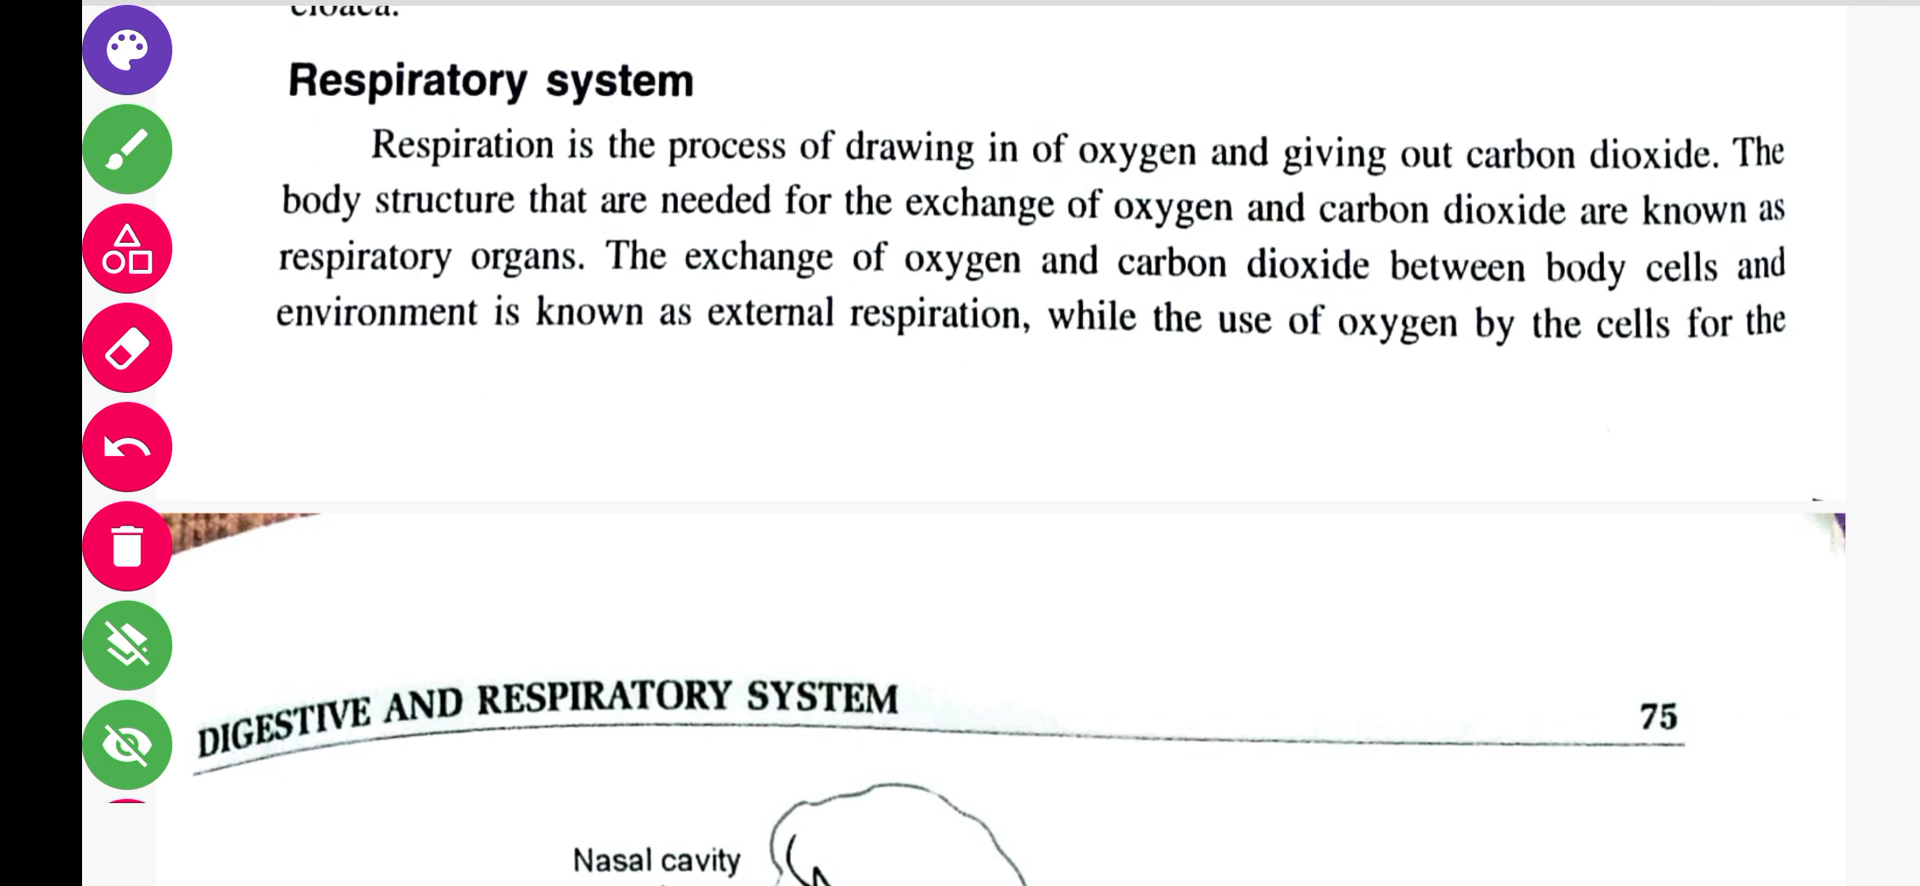 cloaca.
Respiratory system
Respiration is the process of drawing in of oxygen and giving out carbon dioxide. The
body structure that are needed for the exchange of oxygen and carbon dioxide are known as
respiratory organs. The exchange of oxygen and carbon dioxide between body cells and
environment is known as external respiration, while the use of oxygen by the cells for the
DIGESTIVE AND RESPIRATORY SYSTEM 75
Nasal cavity